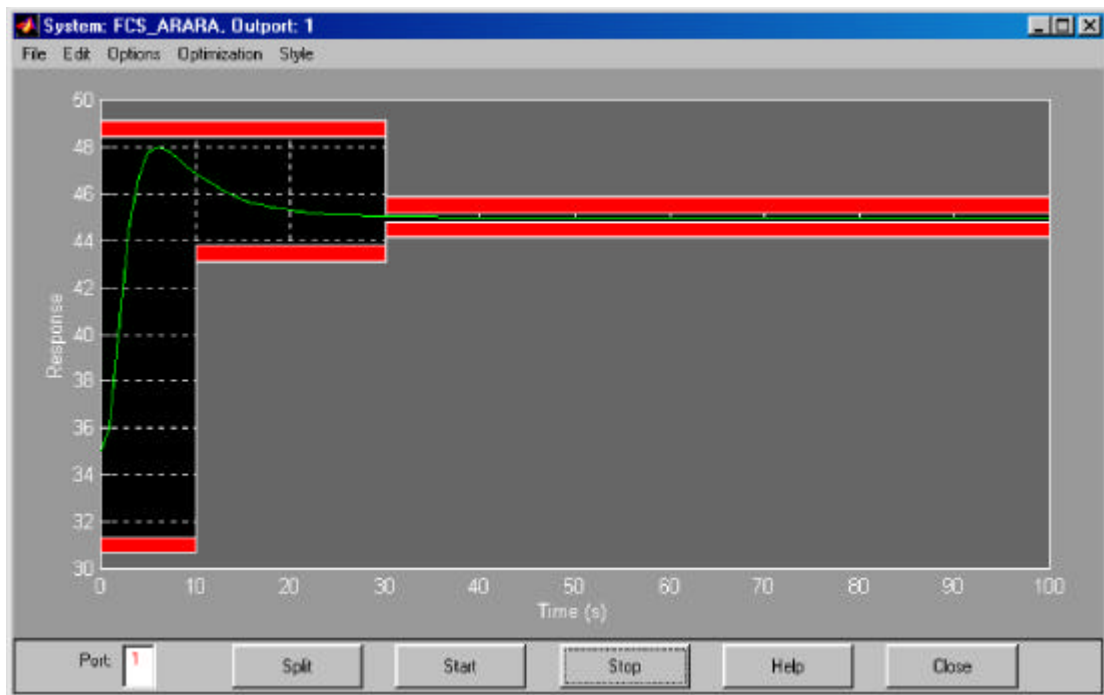 System: FCS_ARARA, Outport: 1
File Edit Options Optimization Style
50
48
46
44
42
40
38
36
34
32
30
Response
0 10 20 30 40 50 60 70 80 90 100
Time (s)
Port: 1 Split Start Stop Help Close